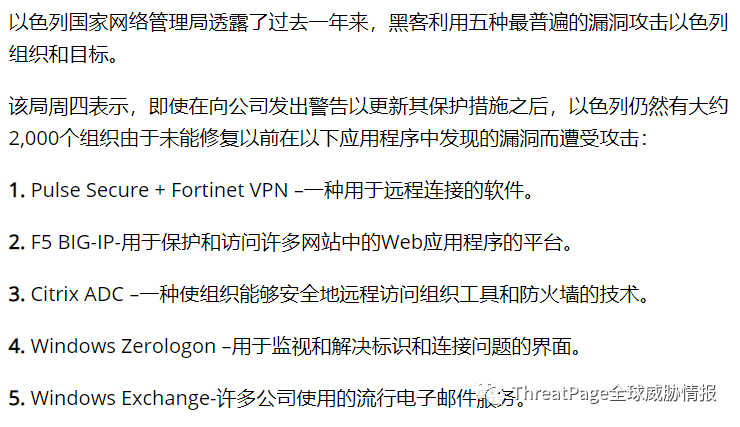 以色列国家网络管理局透露了过去一年来，黑客利用五种最普遍的漏洞攻击以色列
组织和目标。
该局周四表示，即使在向公司发出警告以更新其保护措施之后，以色列仍然有大约
2,000个组织由于未能修复以前在以下应用程序中发现的漏洞而遭受攻击：
1. Pulse Secure + Fortinet VPN –一种用于远程连接的软件。
2. F5 BIG-IP-用于保护和访问许多网站中的Web应用程序的平台。
3. Citrix ADC –一种使组织能够安全地远程访问组织工具和防火墙的技术。
4. Windows Zerologon –用于监视和解决标识和连接问题的界面。
5. Windows Exchange-许多公司使用的流行电子邮件服务。
ThreatPage全球威胁情报